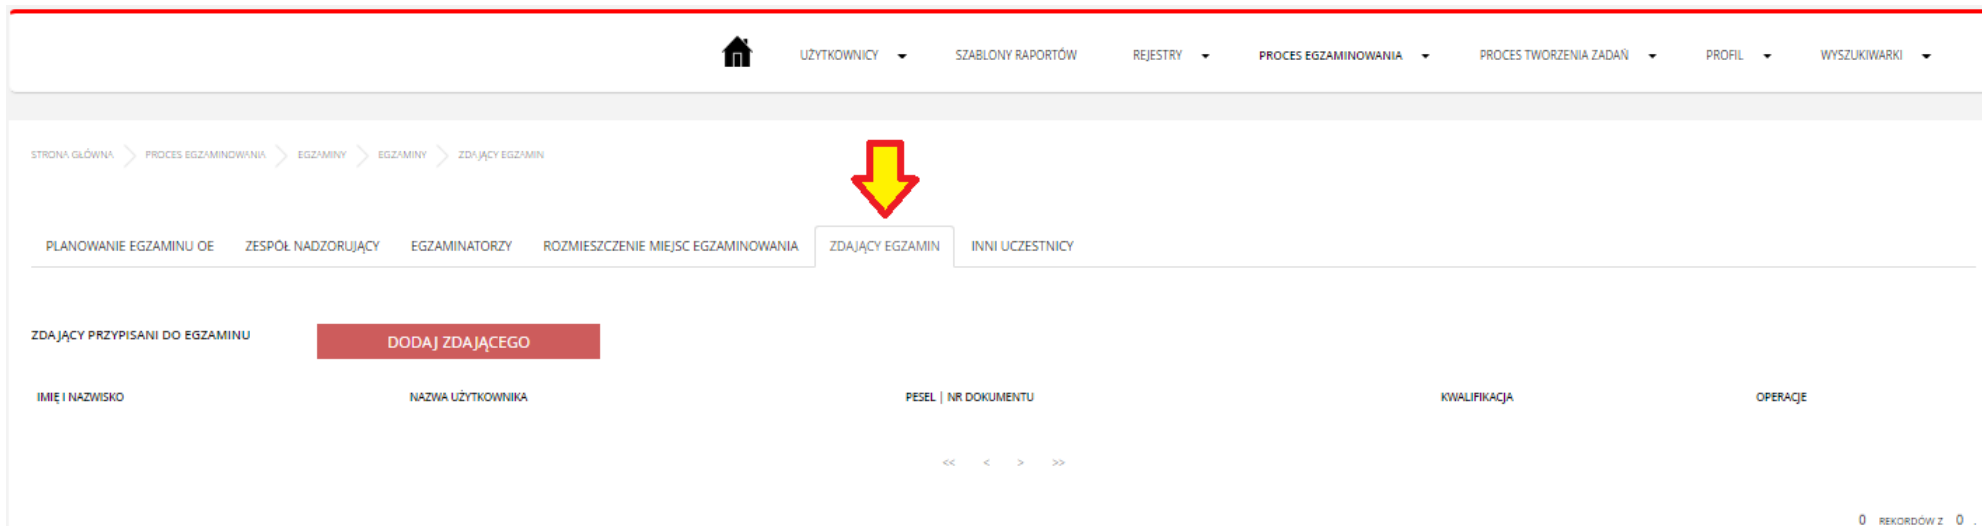 UŻYTKOWNICY SZABLONY RAPORTÓW REJESTRY PROCES EGZAMINOWANIA PROCES TWORZENIA ZADAŃ PROFIL WYSZUKIWARKI
STRONA GŁÓWNA PROCES EGZAMINOWANIA EGZAMINY EGZAMINY ZDAJĄCY EGZAMIN
PLANOWANIE EGZAMINU OE ZESPÓŁ NADZORUJĄCY EGZAMINATORZY ROZMIESZCZENIE MIEJSC EGZAMINOWANIA ZDAJĄCY EGZAMIN INNI UCZESTNICY
ZDAJĄCY PRZYPISANI DO EGZAMINU DODAJ ZDAJĄCEGO
IMIĘ I NAZWISKO NAZWA UŻYTKOWNIKA PESEL | NR DOKUMENTU KWALIFIKACJA OPERACJE
<< < > >>
0 REKORDÓW Z 0 .